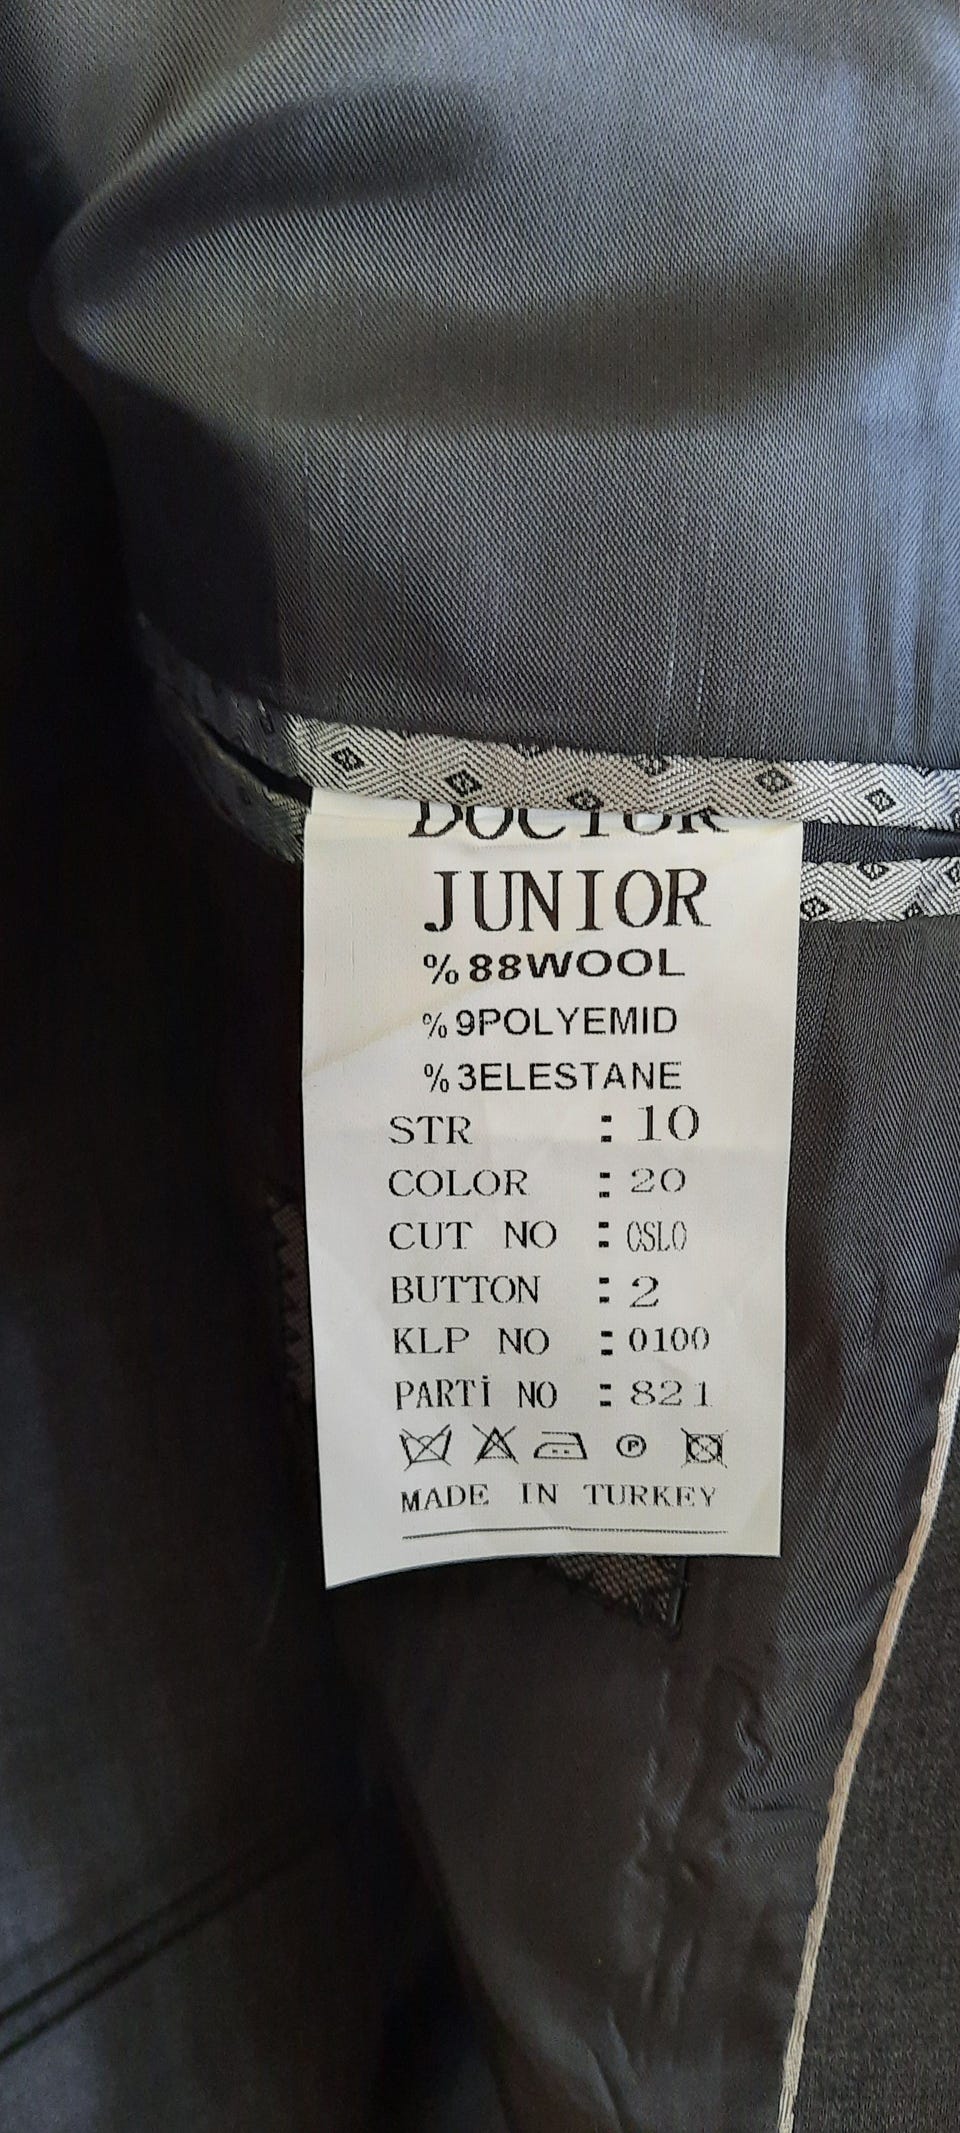 DOCTOR
JUNIOR
%88WOOL
%9POLYEMID
%3ELESTANE
STR : 10
COLOR : 20
CUT NO : OSLO
BUTTON : 2
KLP NO : 0100
PARTİ NO : 821
P
MADE IN TURKEY